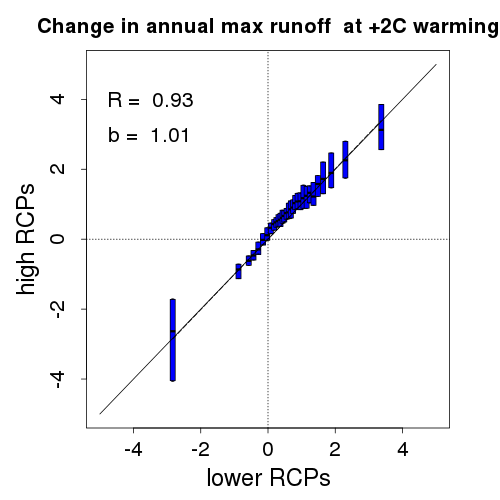 Change in annual max runoff  at +2C warming
R =  0.93
b =  1.01
high RCPs
4
2
0
-2
-4
-4 -2 0 2 4
lower RCPs